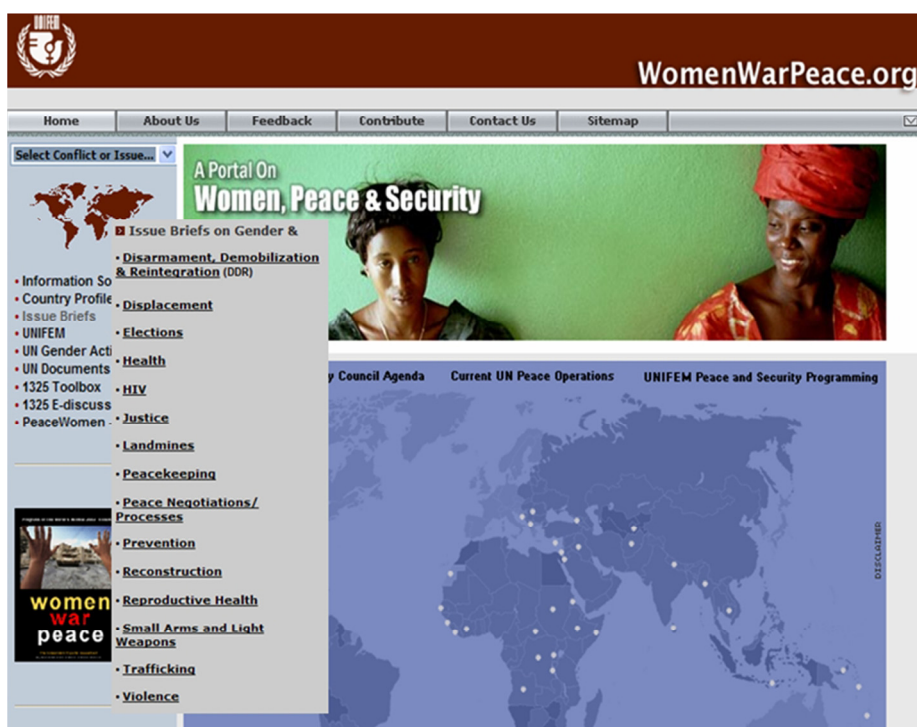 UNIFEM
WomenWarPeace.org
Home
About Us
Feedback
Contribute
Contact Us
Sitemap
Select Conflict or Issue...
A Portal On
Women, Peace & Security
Issue Briefs on Gender &
• Disarmament, Demobilization
& Reintegration (DDR)
• Displacement
• Elections
• Health
• HIV
• Justice
• Landmines
• Peacekeeping
• Peace Negotiations/
Processes
• Prevention
• Reconstruction
• Reproductive Health
• Small Arms and Light
Weapons
• Trafficking
• Violence
• Information So
• Country Profile
• Issue Briefs
• UNIFEM
• UN Gender Acti
• UN Documents
• 1325 Toolbox
• 1325 E-discuss
• PeaceWomen -
y Council Agenda
Current UN Peace Operations
UNIFEM Peace and Security Programming
DISCLAIMER
women
war
peace